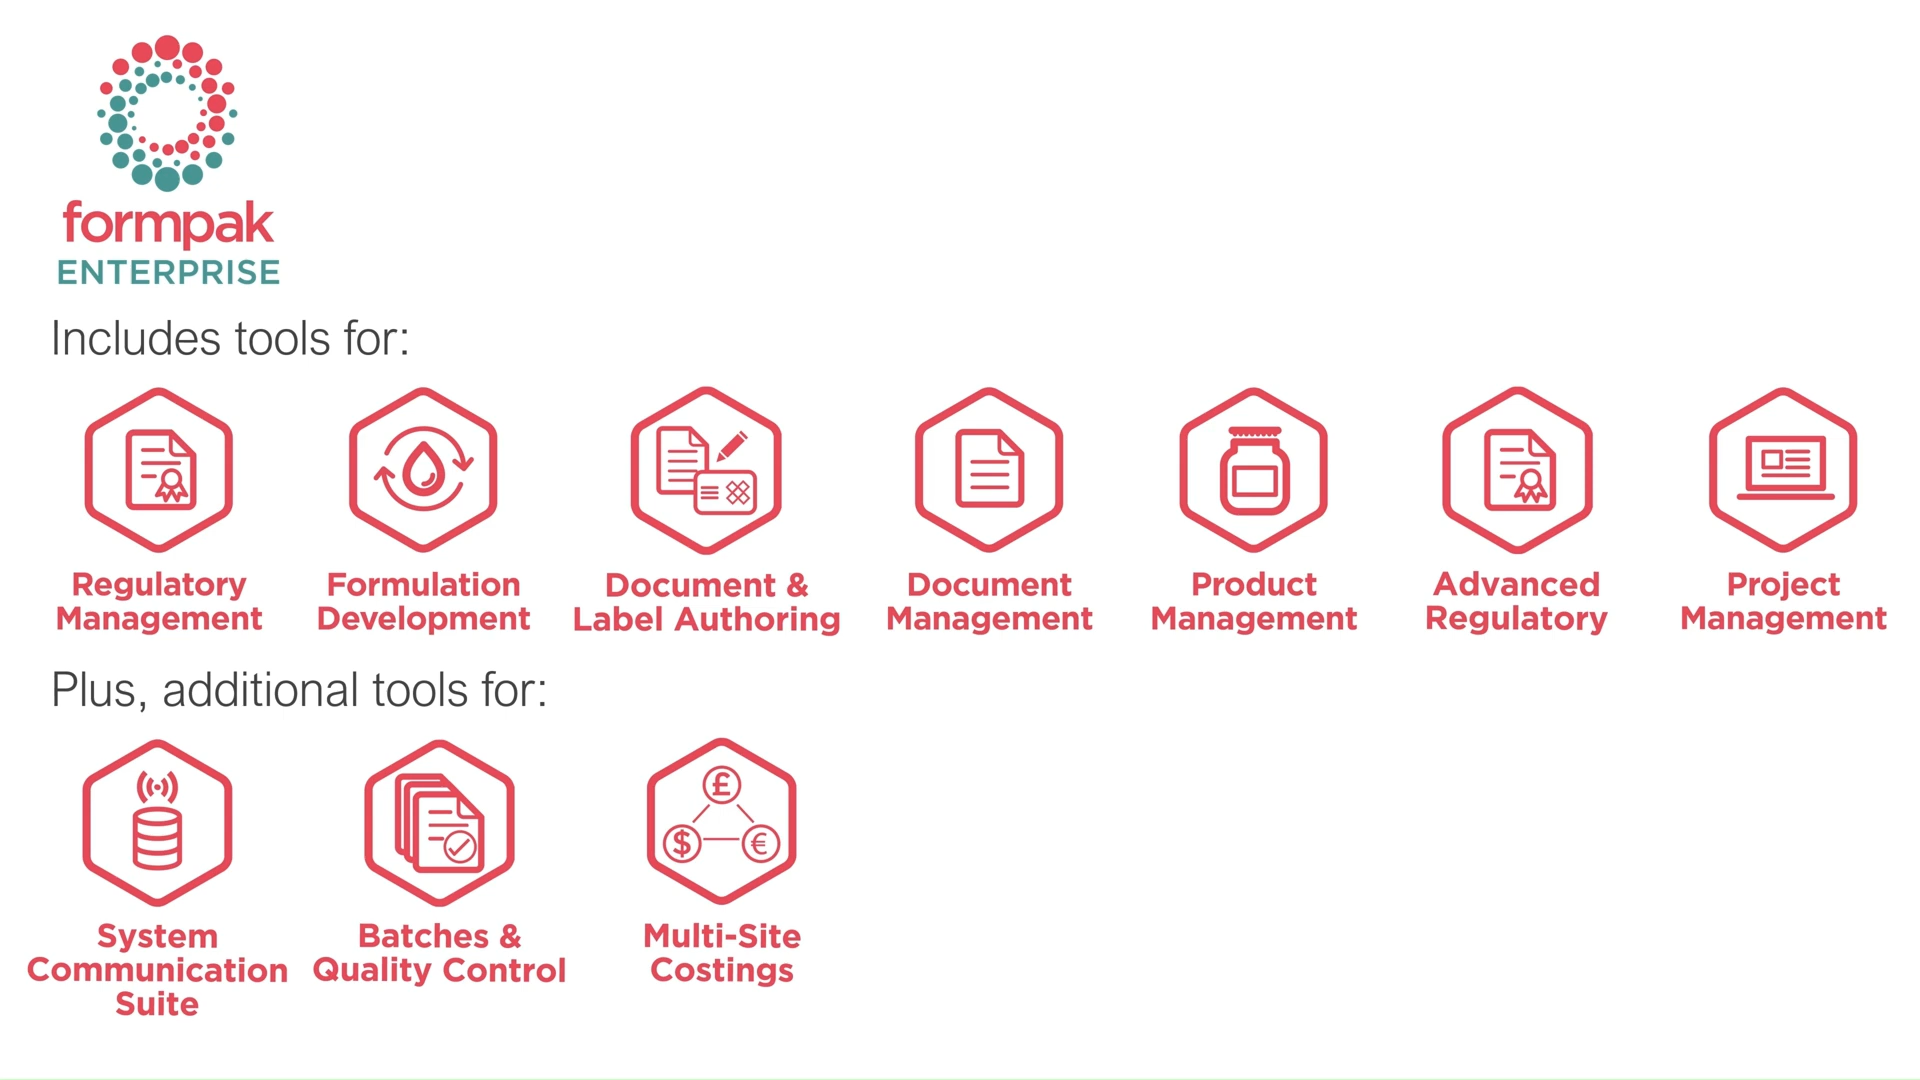 formpak
ENTERPRISE
Includes tools for:
Regulatory
Management
Formulation
Development
Document &
Label Authoring
Document
Management
Product
Management
Advanced
Regulatory
Project
Management
Plus, additional tools for:
System
Communication
Suite
Batches &
Quality Control
Multi-Site
Costings
£
$
€